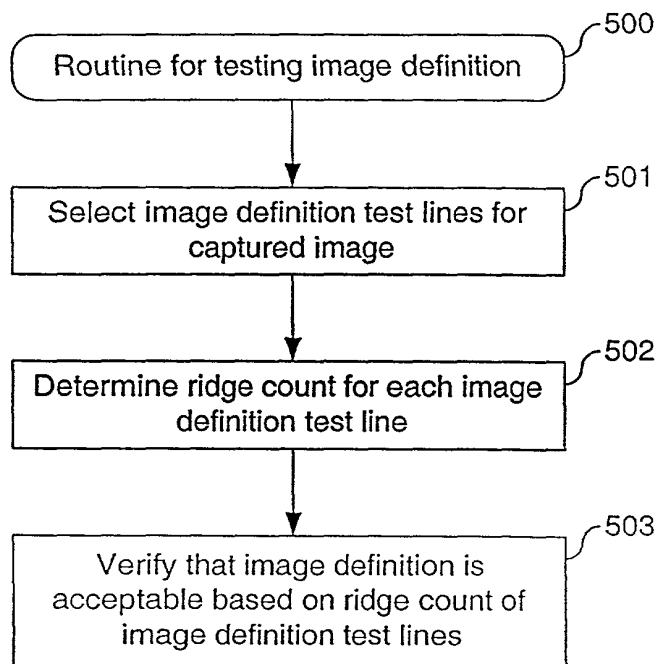 500
Routine for testing image definition
501
Select image definition test lines for
captured image
502
Determine ridge count for each image
definition test line
503
Verify that image definition is
acceptable based on ridge count of
image definition test lines